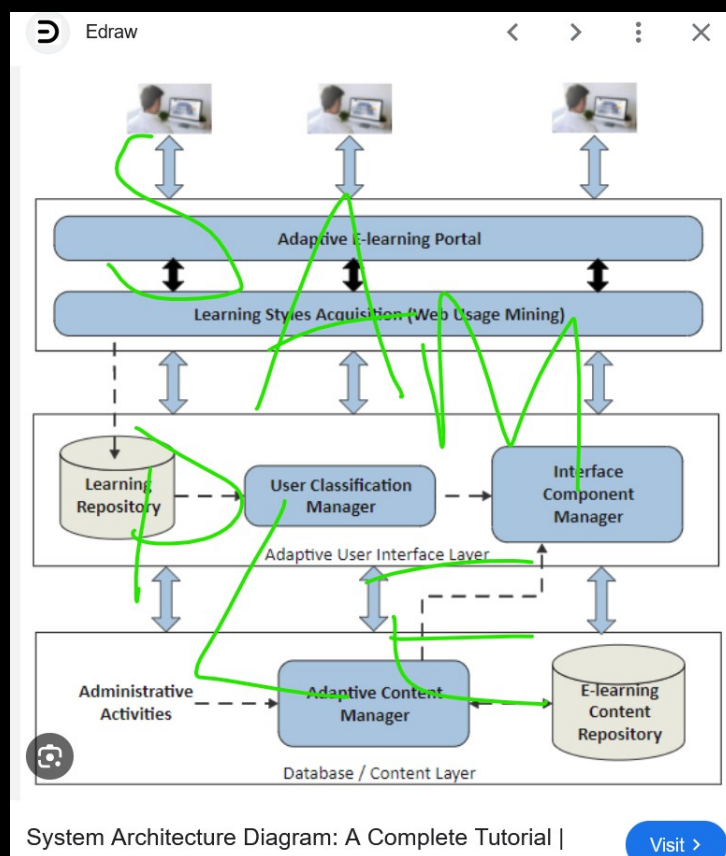 Edraw
Adaptive E-learning Portal
Learning Styles Acquisition (Web Usage Mining)
Learning
Repository
User Classification
Manager
Interface
Component
Manager
Adaptive User Interface Layer
Administrative
Activities
Adaptive Content
Manager
E-learning
Content
Repository
Database / Content Layer
SAM
PLE
System Architecture Diagram: A Complete Tutorial |
Visit >